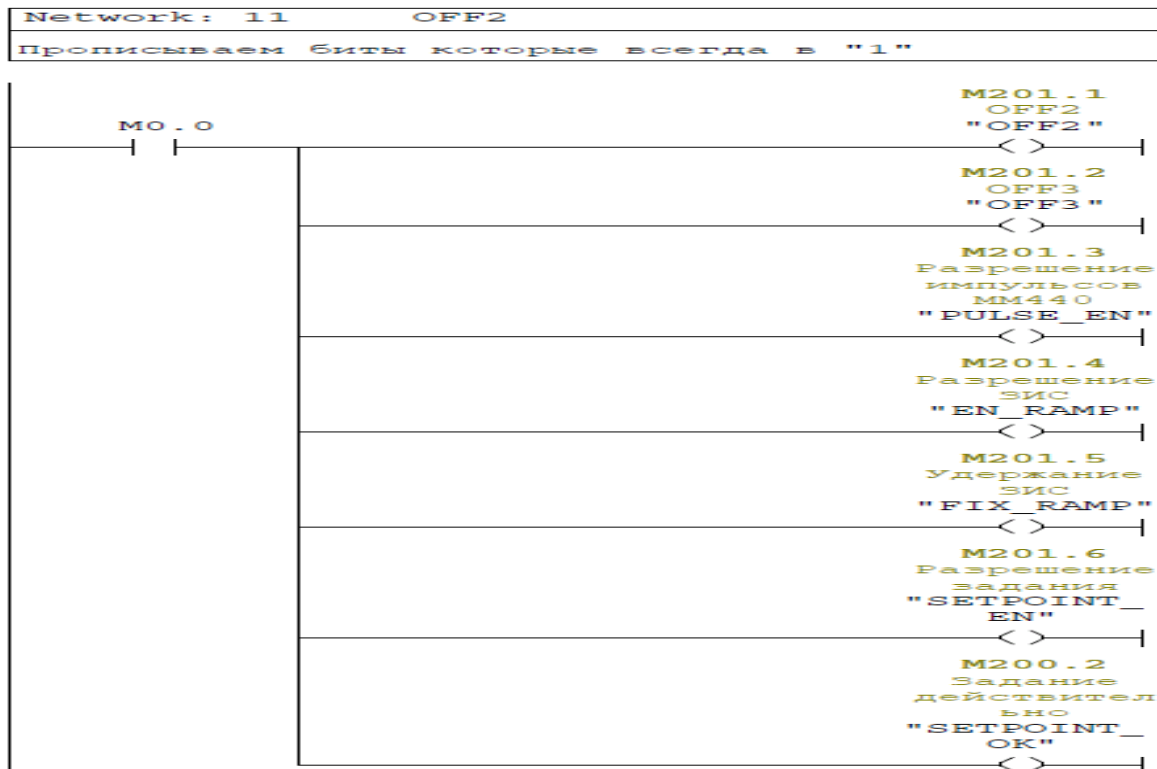 Network: 11 OFF2
Прописываем биты которые всегда в "1"
M0.0
M201.1
OFF2
"OFF2"
M201.2
OFF3
"OFF3"
M201.3
Разрешение
импульсов
MM440
"PULSE_EN"
M201.4
Разрешение
ЗИС
"EN_RAMP"
M201.5
Удержание
ЗИС
"FIX_RAMP"
M201.6
Разрешение
задания
"SETPOINT_
EN"
M200.2
Задание
действител
ьно
"SETPOINT_
OK"